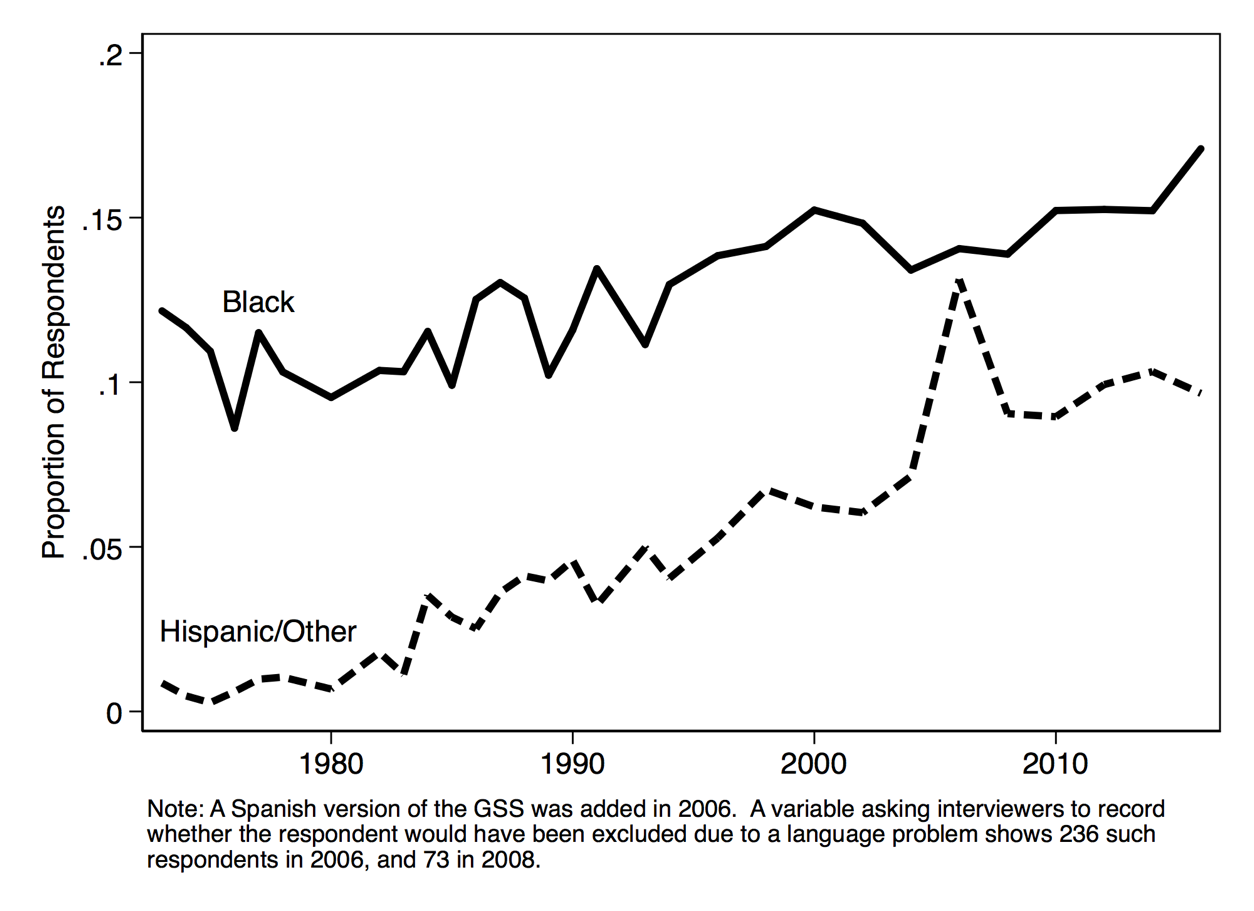 .2
.15
.1
.05
0
Proportion of Respondents
Black
Hispanic/Other
1980 1990 2000 2010
Note: A Spanish version of the GSS was added in 2006.  A variable asking interviewers to record
whether the respondent would have been excluded due to a language problem shows 236 such
respondents in 2006, and 73 in 2008.